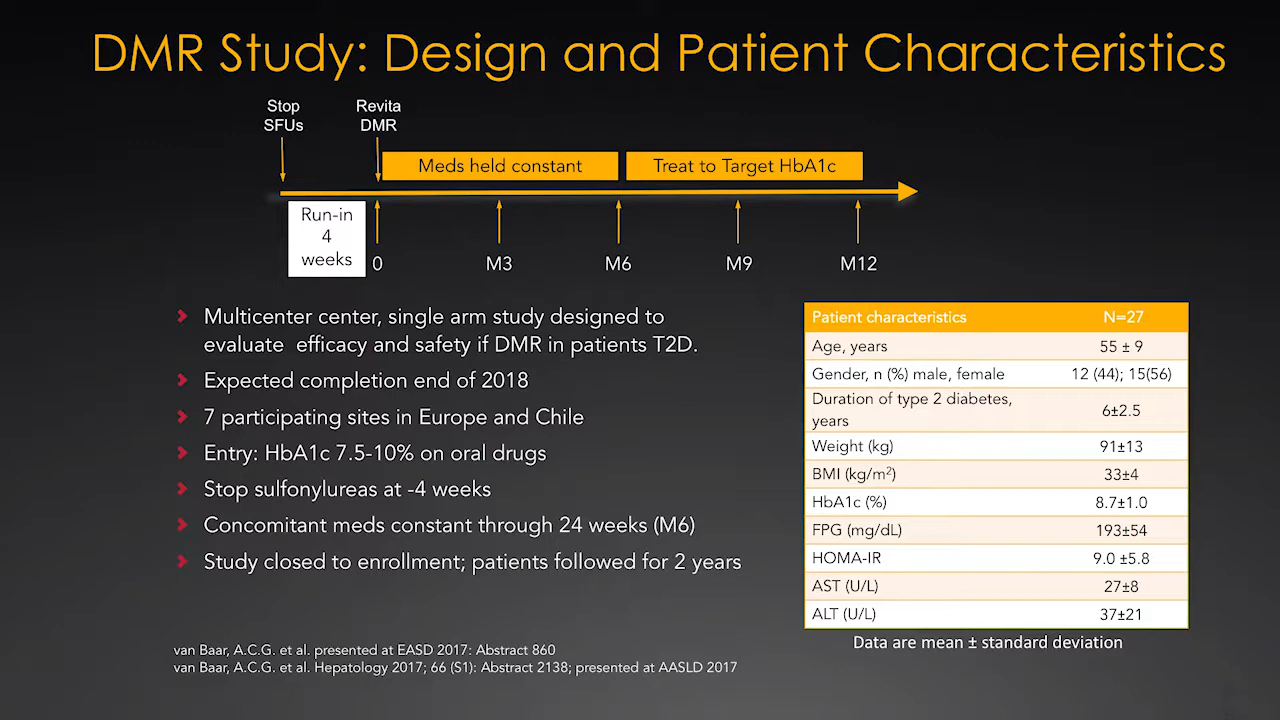 DMR Study: Design and Patient Characteristics
Stop
SFUs
Revita
DMR
Meds held constant
Treat to Target HbA1c
Run-in
4
weeks
0
M3
M6
M9
M12
Multicenter center, single arm study designed to
evaluate efficacy and safety if DMR in patients T2D.
Expected completion end of 2018
7 participating sites in Europe and Chile
Entry: HbA1c 7.5-10% on oral drugs
Stop sulfonylureas at -4 weeks
Concomitant meds constant through 24 weeks (M6)
Study closed to enrollment; patients followed for 2 years
Patient characteristics N=27
Age, years 55 ± 9
Gender, n (%) male, female 12 (44); 15(56)
Duration of type 2 diabetes,
years 6±2.5
Weight (kg) 91±13
BMI (kg/m²) 33±4
HbA1c (%) 8.7±1.0
FPG (mg/dL) 193±54
HOMA-IR 9.0 ±5.8
AST (U/L) 27±8
ALT (U/L) 37±21
Data are mean ± standard deviation
van Baar, A.C.G. et al. presented at EASD 2017: Abstract 860
van Baar, A.C.G. et al. Hepatology 2017; 66 (S1): Abstract 2138; presented at AASLD 2017